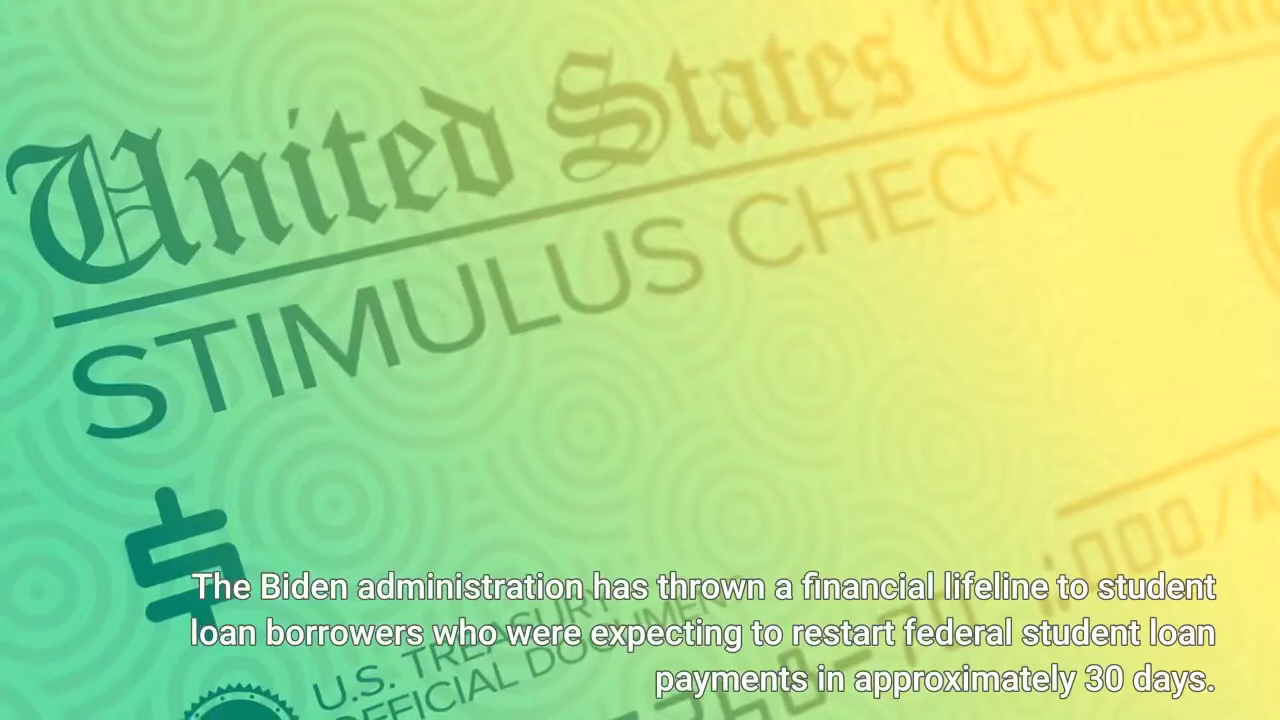 United States Treasu
STIMULUS CHECK
$
:000/A
U.S. TREASURY
OFFICIAL DOCUMENT
The Biden administration has thrown a financial lifeline to student
loan borrowers who were expecting to restart federal student loan
payments in approximately 30 days.